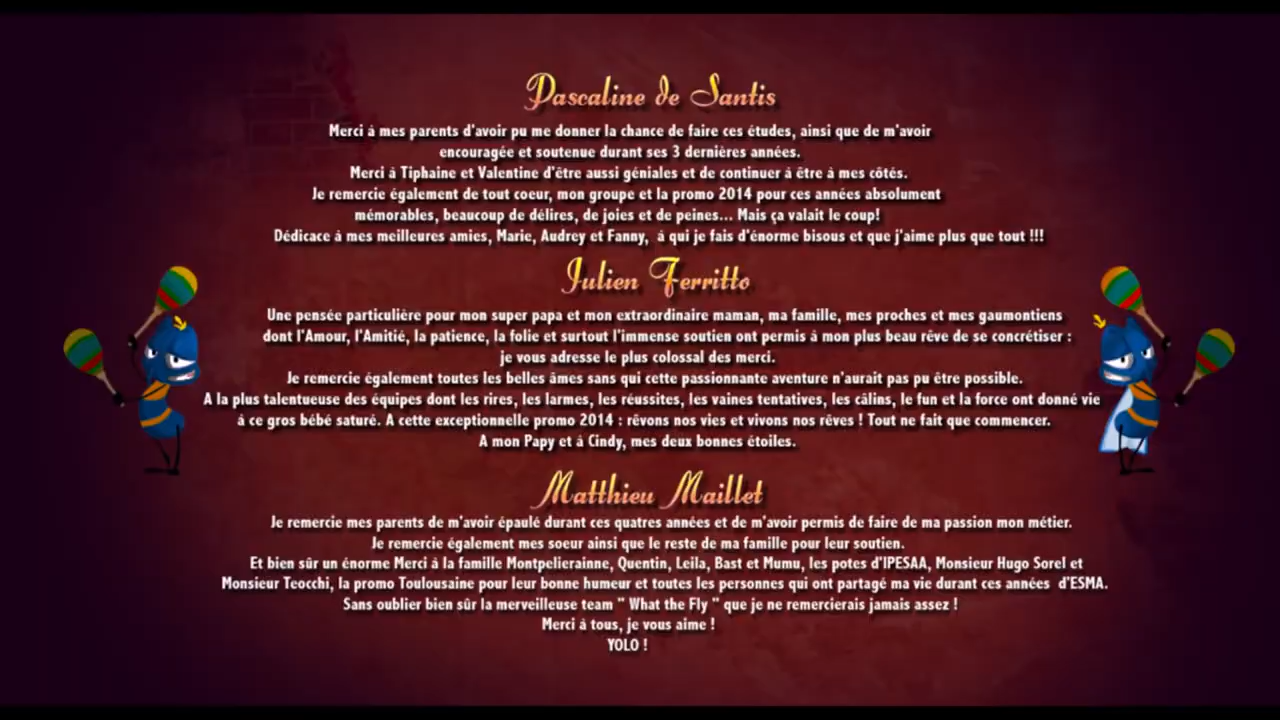 Pascaline de Santis
Merci à mes parents d'avoir pu me donner la chance de faire ces études, ainsi que de m'avoir
encouragée et soutenue durant ses 3 dernières années.
Merci à Tiphaine et Valentine d'être aussi géniales et de continuer à être à mes côtés.
Je remercie également de tout coeur, mon groupe et la promo 2014 pour ces années absolument
mémorables, beaucoup de délires, de joies et de peines... Mais ça valait le coup!
Dédicace à mes meilleures amies, Marie, Audrey et Fanny, à qui je fais d'énorme bisous et que j'aime plus que tout !!!
Julien Ferritto
Une pensée particulière pour mon super papa et mon extraordinaire maman, ma famille, mes proches et mes gaumontiens
dont l'Amour, l'Amitié, la patience, la folie et surtout l'immense soutien ont permis à mon plus beau rêve de se concrétiser :
je vous adresse le plus colossal des merci.
Je remercie également toutes les belles âmes sans qui cette passionnante aventure n'aurait pas pu être possible.
A la plus talentueuse des équipes dont les rires, les larmes, les réussites, les vaines tentatives, les câlins, le fun et la force ont donné vie
à ce gros bébé saturé. A cette exceptionnelle promo 2014 : rêvons nos vies et vivons nos rêves ! Tout ne fait que commencer.
A mon Papy et à Cindy, mes deux bonnes étoiles.
Matthieu Maillet
Je remercie mes parents de m'avoir épaulé durant ces quatres années et de m'avoir permis de faire de ma passion mon métier.
Je remercie également mes soeur ainsi que le reste de ma famille pour leur soutien.
Et bien sûr un énorme Merci à la famille Montpelierainne, Quentin, Leila, Bast et Mumu, les potes d'IPESAA, Monsieur Hugo Sorel et
Monsieur Teocchi, la promo Toulousaine pour leur bonne humeur et toutes les personnes qui ont partagé ma vie durant ces années d'ESMA.
Sans oublier bien sûr la merveilleuse team " What the Fly " que je ne remercierais jamais assez !
Merci à tous, je vous aime !
YOLO !